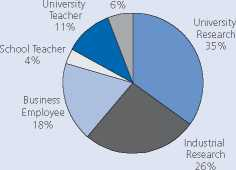 University
Teacher
11%
6%
University
Research
35%
School Teacher
4%
Business
Employee
18%
Industrial
Research
26%